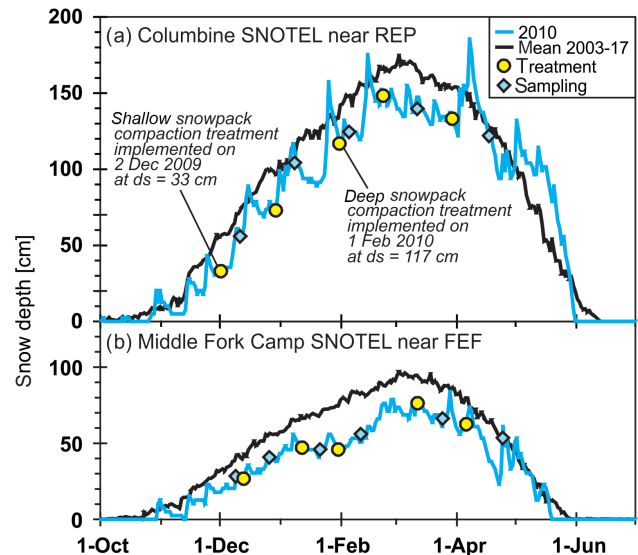 200
(a) Columbine SNOTEL near REP
2010
Mean 2003-17
Treatment
Sampling
150
Shallow snowpack
compaction treatment
implemented on
2 Dec 2009
at ds = 33 cm
100
Deep snowpack
compaction treatment
implemented on
1 Feb 2010
at ds = 117 cm
50
0
Snow depth [cm]
(b) Middle Fork Camp SNOTEL near FEF
100
50
0
1-Oct 1-Dec 1-Feb 1-Apr 1-Jun